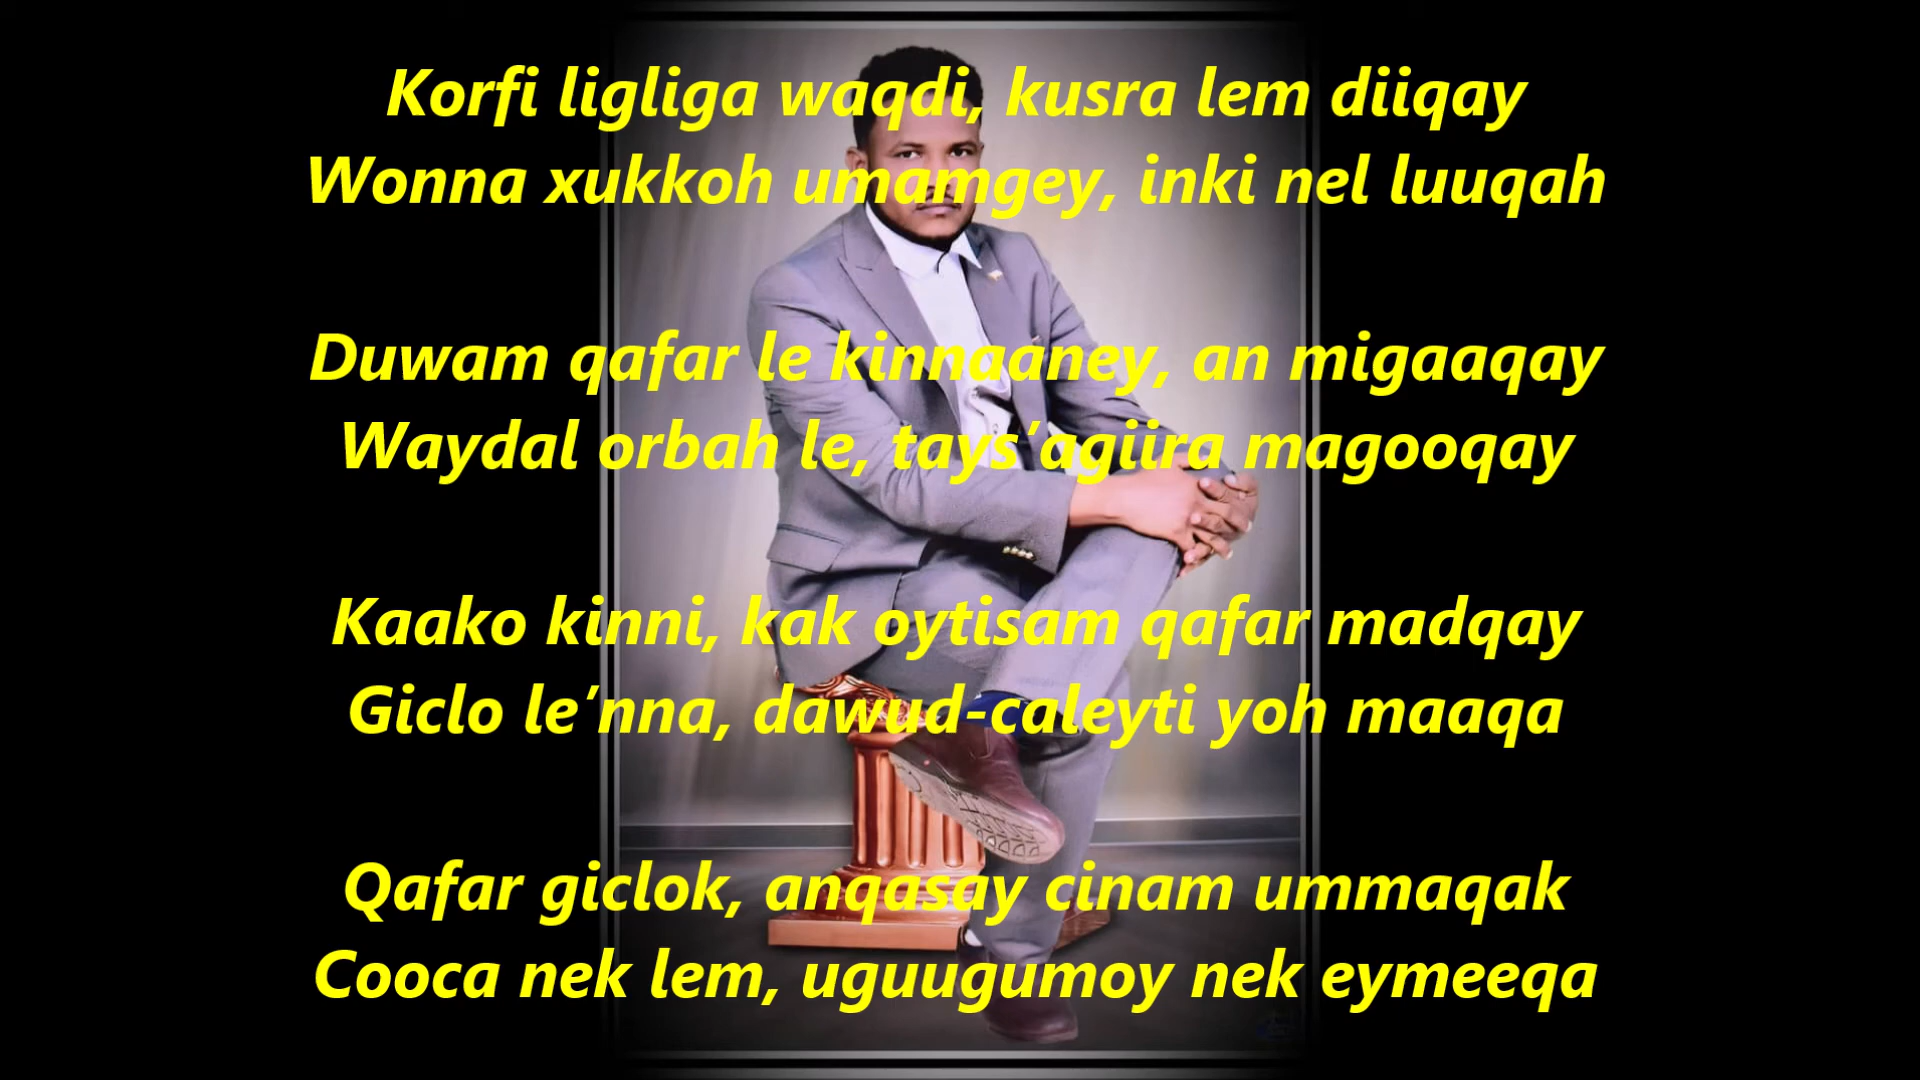 Korfi ligliga waqdi, kusra lem diiqay
Wonna xukkoh umamgey, inki nel luuqah
Duwam qafar le kinnaaney, an migaaqay
Waydal orbah le, tays'agiira magooqay
Kaako kinni, kak oytisam qafar madqay
Giclo le'nna, dawud-caleyti yoh maaqa
Qafar giclok, anqasay cinam ummaqak
Cooca nek lem, uguugumoy nek eymeeqa